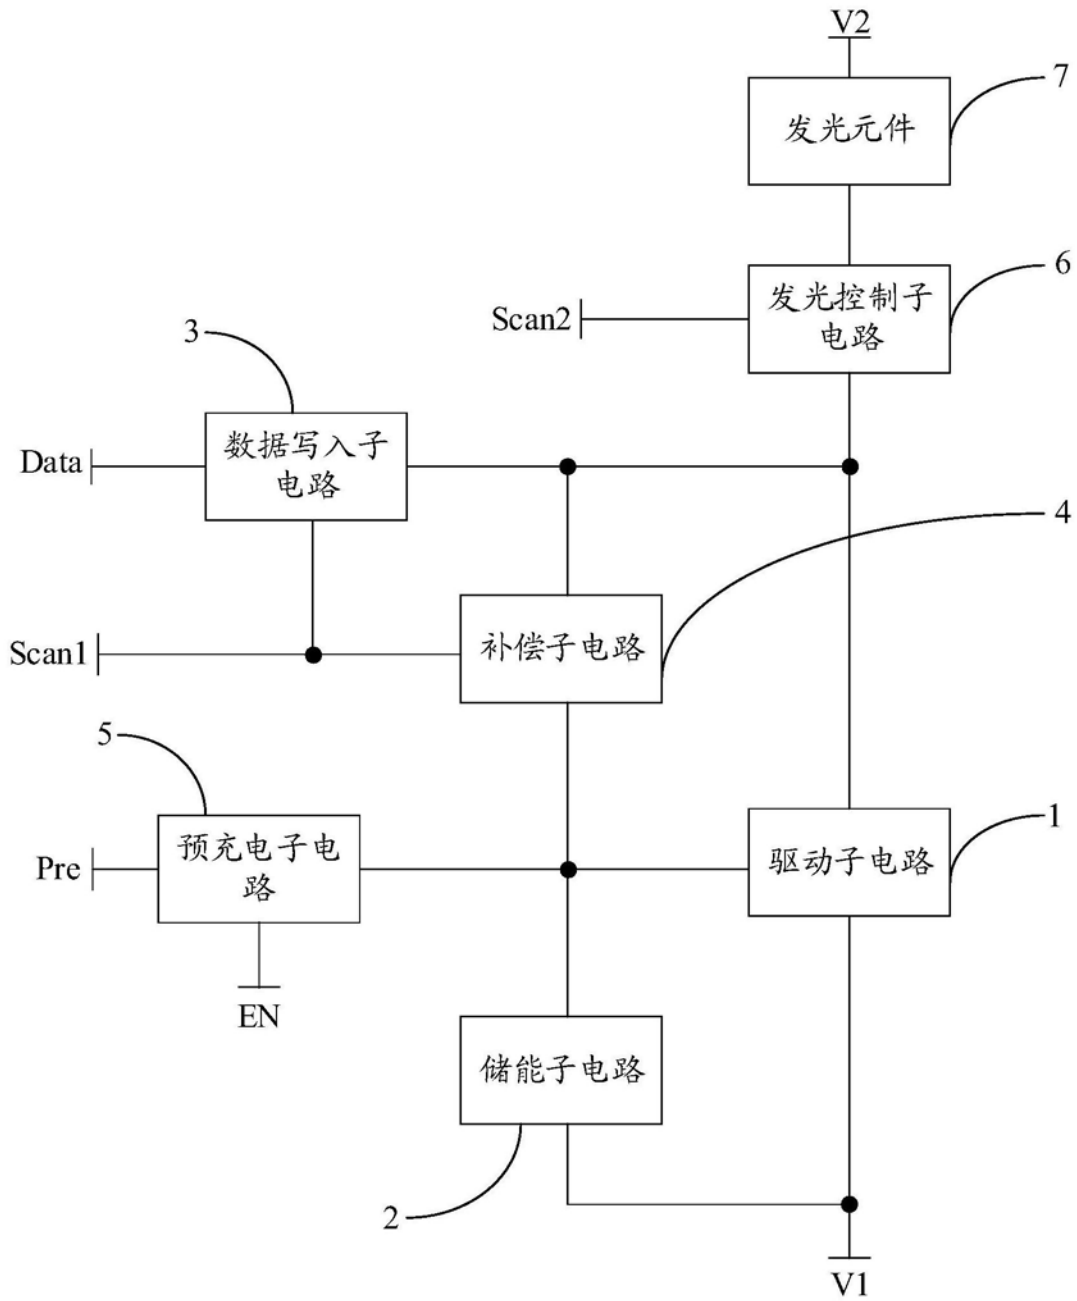 V2
7
发光元件
6
发光控制子
电路
Scan2
3
数据写入子
电路
Data
4
补偿子电路
Scan1
5
预充电子电
路
Pre
1
驱动子电路
EN
储能子电路
2
V1